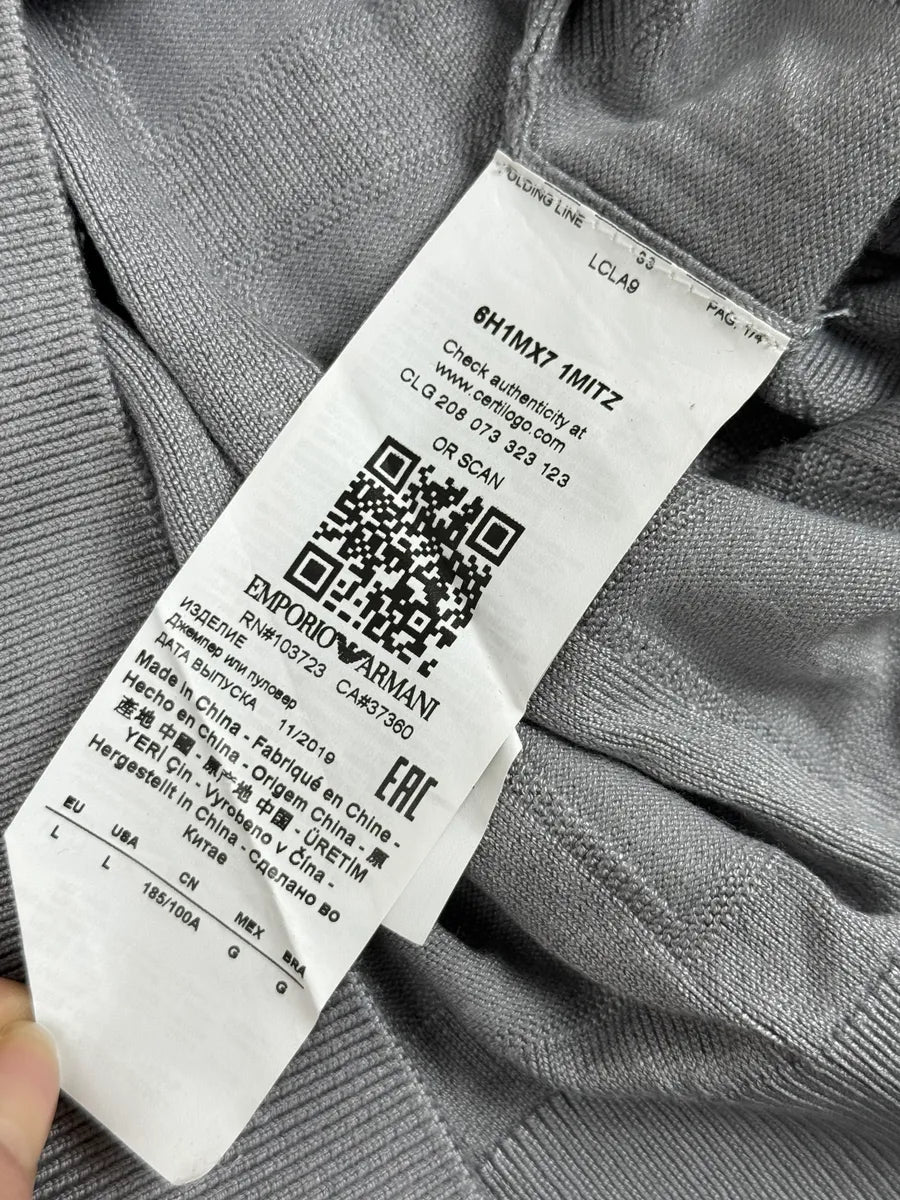 FOLDING LINE
53
LCLA9
PAG. 1/4
6H1MX7 1MITZ
Check authenticity at
www.certilogo.com
CLG 208 073 323 123
OR SCAN
EMPORIO ARMANI
RN#103723 CA#37360
ИЗДЕЛИЕ
Джемпер или пуловер
ДАТА ВЫПУСКА 11/2019
EAC
Made in China - Fabriqué en Chine -
Hecho en China - Origem China - 原
產地 中國 - 原产地 中国 - ÜRETİM
YERİ Çin - Vyrobeno v Čína -
Hergestellt in China - Сделано во
Китае
EU USA CN MEX BRA
L L 185/100A G G